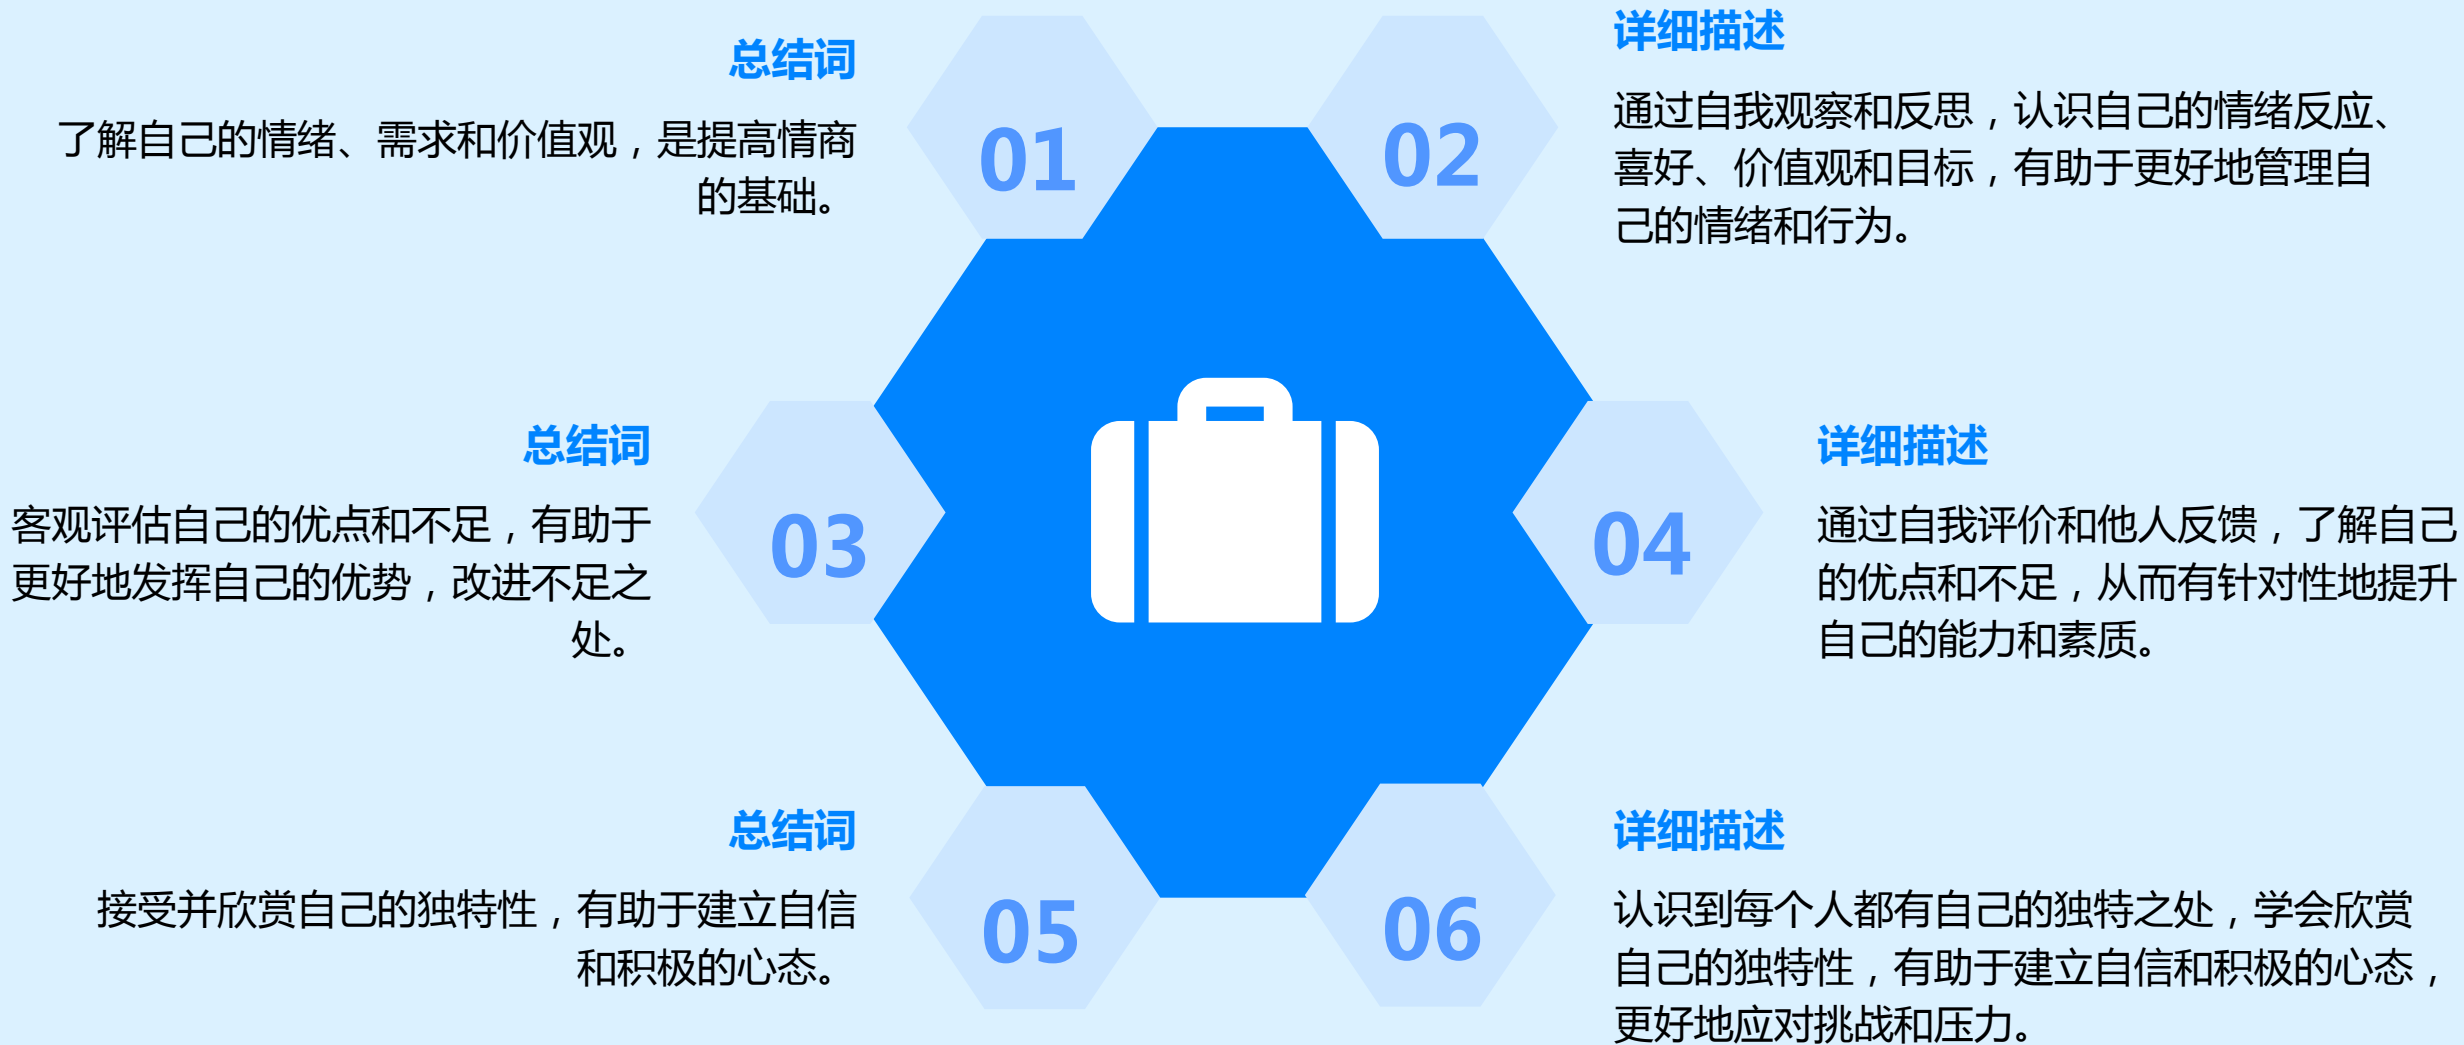 总结词
了解自己的情绪、需求和价值观，是提高情商
的基础。
01
02
详细描述
通过自我观察和反思，认识自己的情绪反应、
喜好、价值观和目标，有助于更好地管理自
己的情绪和行为。
总结词
客观评估自己的优点和不足，有助于
更好地发挥自己的优势，改进不足之
处。
03
04
详细描述
通过自我评价和他人反馈，了解自己
的优点和不足，从而有针对性地提升
自己的能力和素质。
总结词
接受并欣赏自己的独特性，有助于建立自信
和积极的心态。
05
06
详细描述
认识到每个人都有自己的独特之处，学会欣赏
自己的独特性，有助于建立自信和积极的心态，
更好地应对挑战和压力。